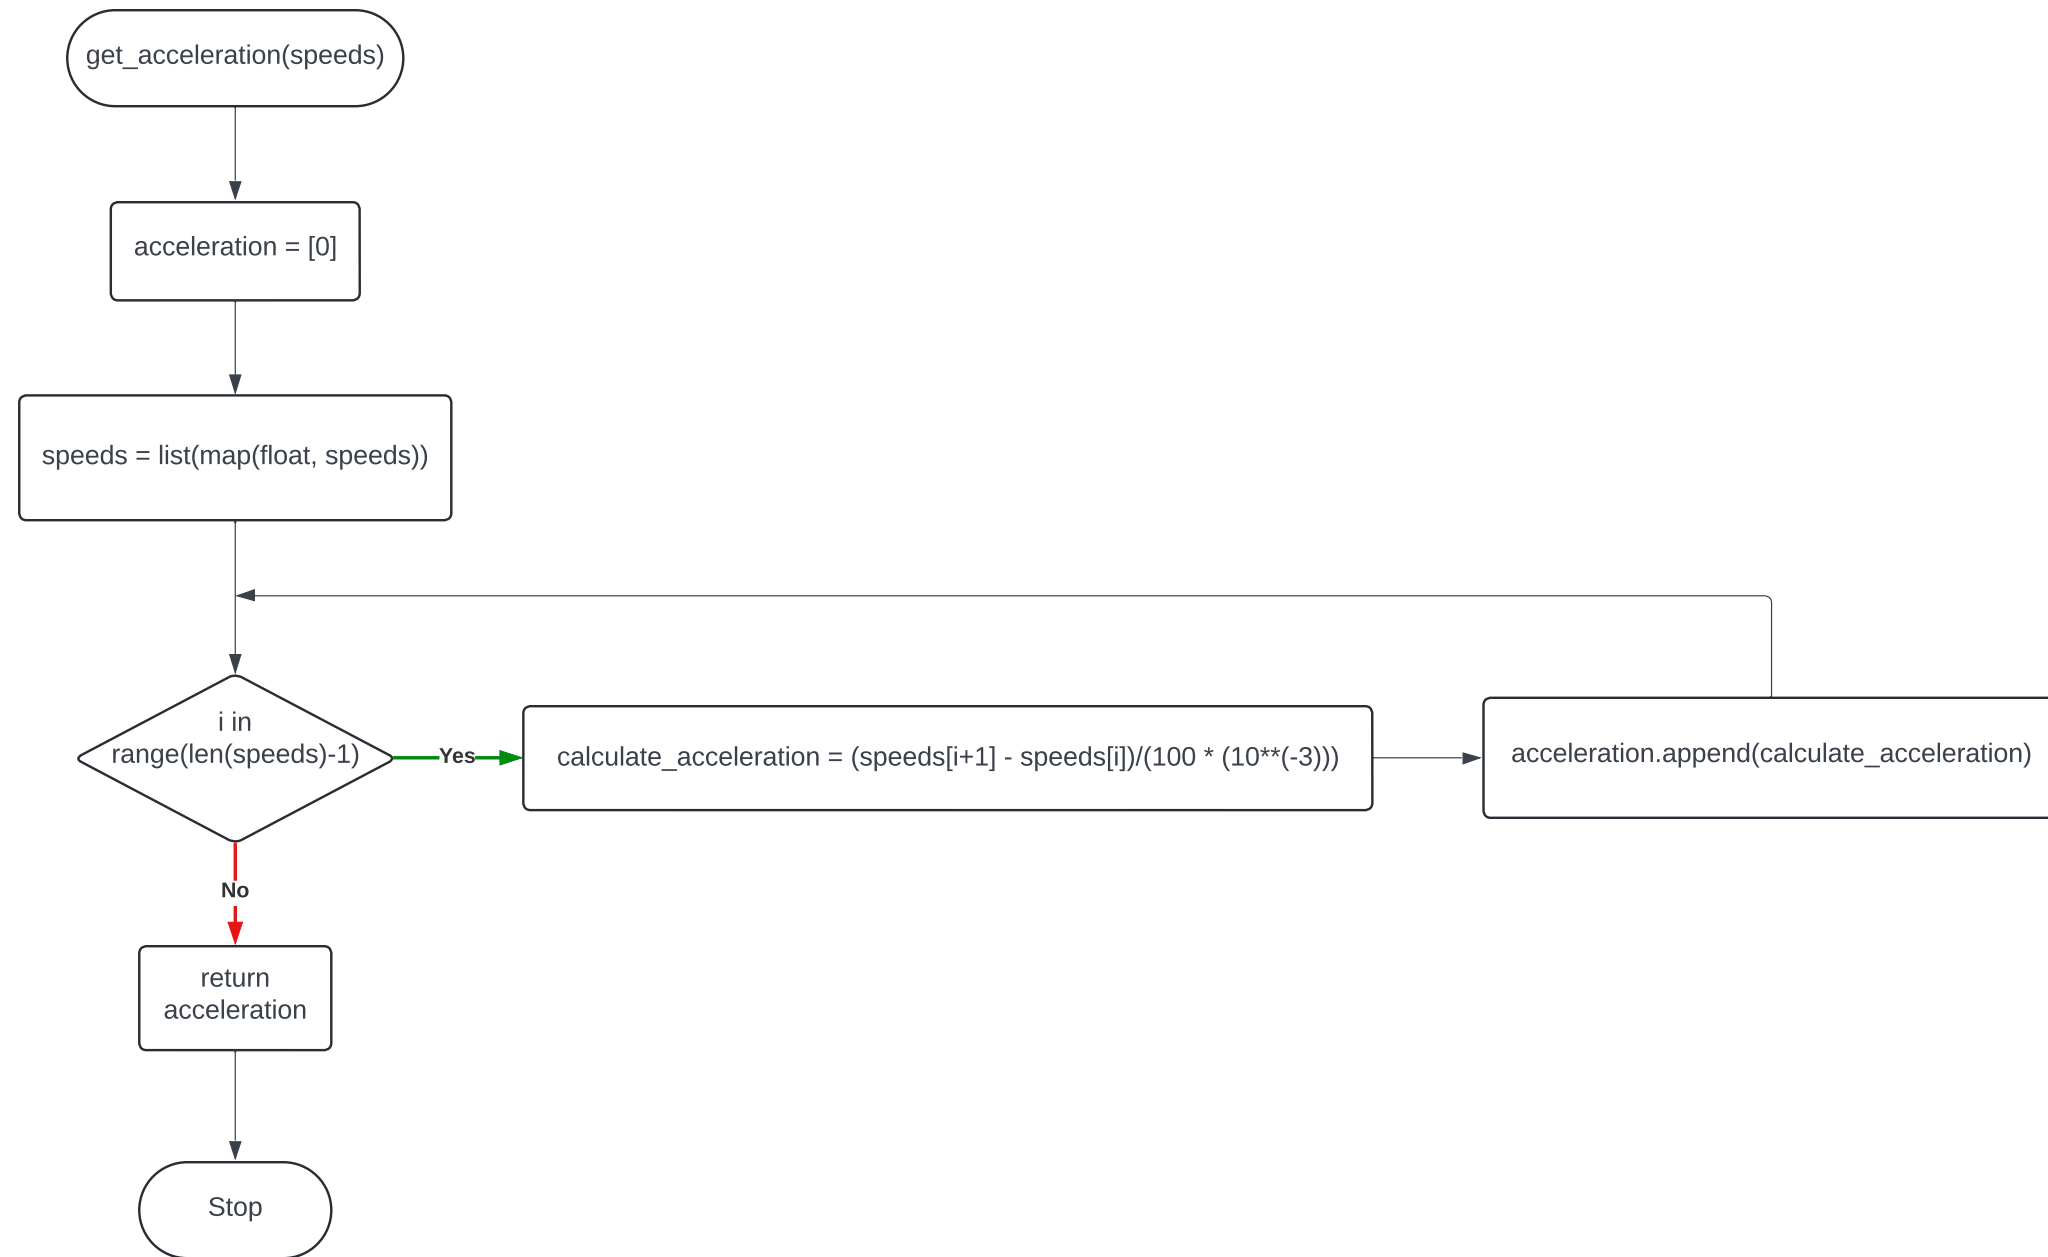 get_acceleration(speeds)
acceleration = [0]
speeds = list(map(float, speeds))
i in
range(len(speeds)-1)
Yes
calculate_acceleration = (speeds[i+1] - speeds[i])/(100 * (10**(-3)))
acceleration.append(calculate_acceleration)
No
return
acceleration
Stop